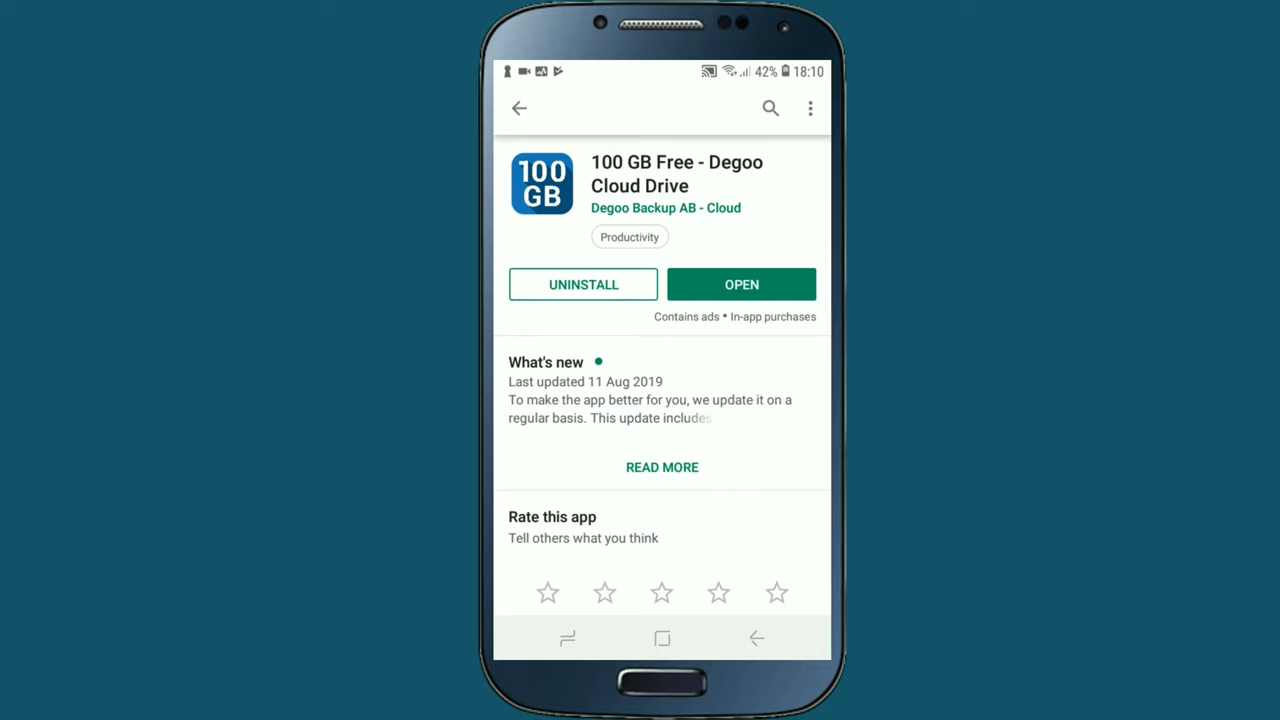 42% 18:10
100
GB
100 GB Free - Degoo
Cloud Drive
Degoo Backup AB - Cloud
Productivity
UNINSTALL OPEN
Contains ads • In-app purchases
What's new
Last updated 11 Aug 2019
To make the app better for you, we update it on a
regular basis. This update includes
READ MORE
Rate this app
Tell others what you think